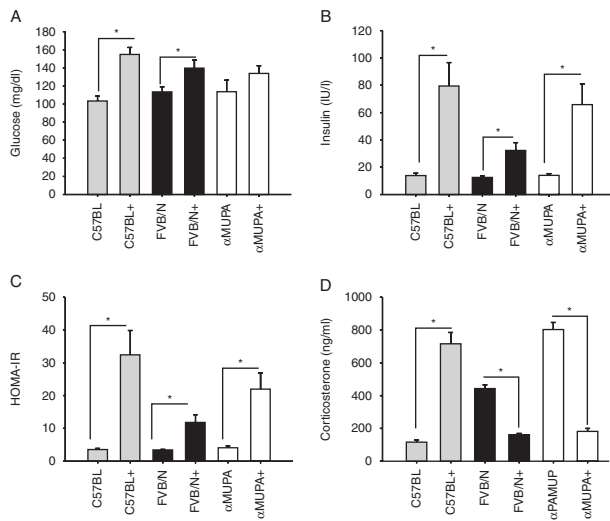 A
Glucose (mg/dl)
180
160
140
120
100
80
60
40
20
0
*
*
C57BL
C57BL+
FVB/N
FVB/N+
αMUPA
αMUPA+
B
Insulin (IU/l)
120
100
80
60
40
20
0
*
*
*
C57BL
C57BL+
FVB/N
FVB/N+
αMUPA
αMUPA+
C
HOMA-IR
50
40
30
20
10
0
*
*
*
C57BL
C57BL+
FVB/N
FVB/N+
αMUPA
αMUPA+
D
Corticosterone (ng/ml)
1000
800
600
400
200
0
*
*
*
C57BL
C57BL+
FVB/N
FVB/N+
αPAMUP
αMUPA+